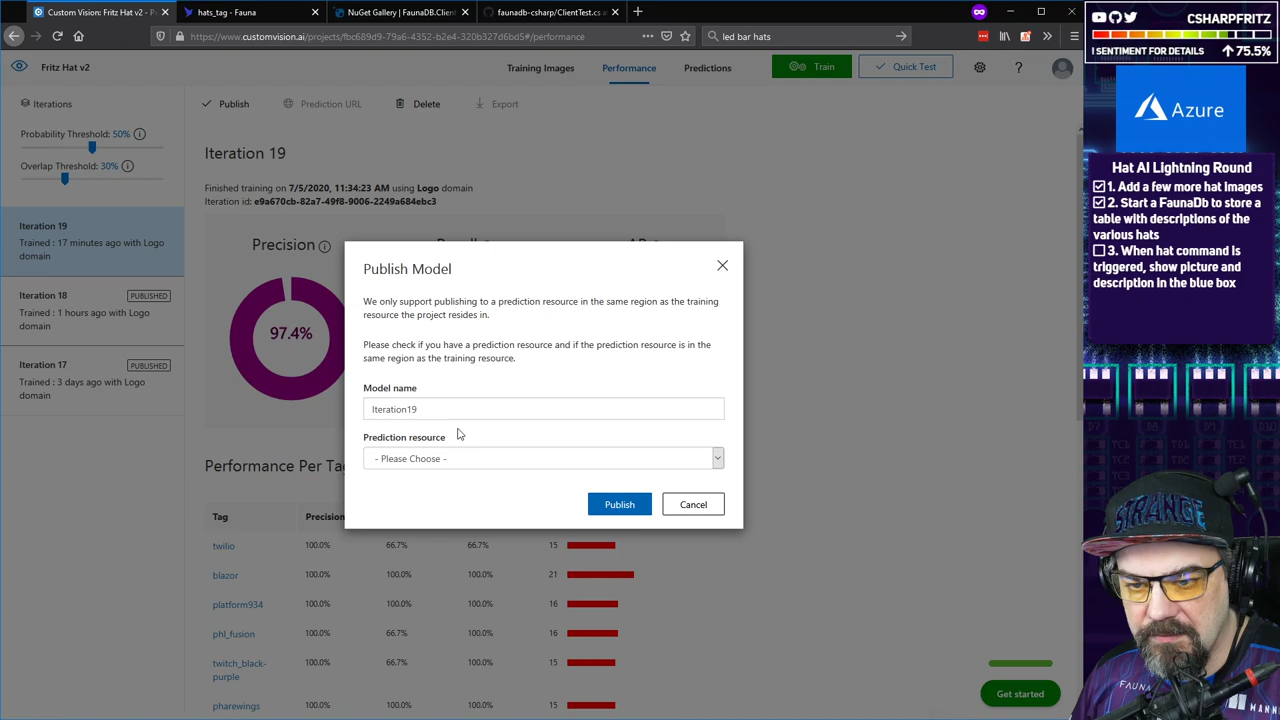 Custom Vision: Fritz Hat v2 - P
hats_tag - Fauna
NuGet Gallery | FaunaDB.Client
faunadb-csharp/ClientTest.cs at
CSHARPFRITZ
! SENTIMENT FOR DETAILS
75.5%
https://www.customvision.ai/projects/fbc689d9-79a6-4352-b2e4-320b327d6bd5#/performance
led bar hats
Fritz Hat v2
Training Images
Performance
Predictions
Train
Quick Test
?
Iterations
Publish
Prediction URL
Delete
Export
Probability Threshold: 50%
Overlap Threshold: 30%
Iteration 19
Finished training on 7/5/2020, 11:34:23 AM using Logo domain
Iteration id: e9a670cb-82a7-49f8-9006-2249a684ebc3
Precision
97.4%
Iteration 19
Trained : 17 minutes ago with Logo
domain
Iteration 18
PUBLISHED
Trained : 1 hours ago with Logo
domain
Iteration 17
PUBLISHED
Trained : 3 days ago with Logo
domain
Publish Model
We only support publishing to a prediction resource in the same region as the training
resource the project resides in.
Please check if you have a prediction resource and if the prediction resource is in the
same region as the training resource.
Model name
Iteration19
Prediction resource
- Please Choose -
Publish
Cancel
Performance Per Ta
Tag
Precision
twilio 100.0% 66.7% 66.7% 15
blazor 100.0% 100.0% 100.0% 21
platform934 100.0% 100.0% 100.0% 16
phl_fusion 100.0% 66.7% 100.0% 16
twitch_black-
purple 100.0% 100.0% 100.0% 15
pharewings 100.0% 100.0% 100.0% 15
Get started
Azure
Hat AI Lightning Round
1. Add a few more hat images
2. Start a FaunaDb to store a
table with descriptions of the
various hats
3. When hat command is
triggered, show picture and
description in the blue box
D7 D8 D9 D10
STRANGE
FAUNA